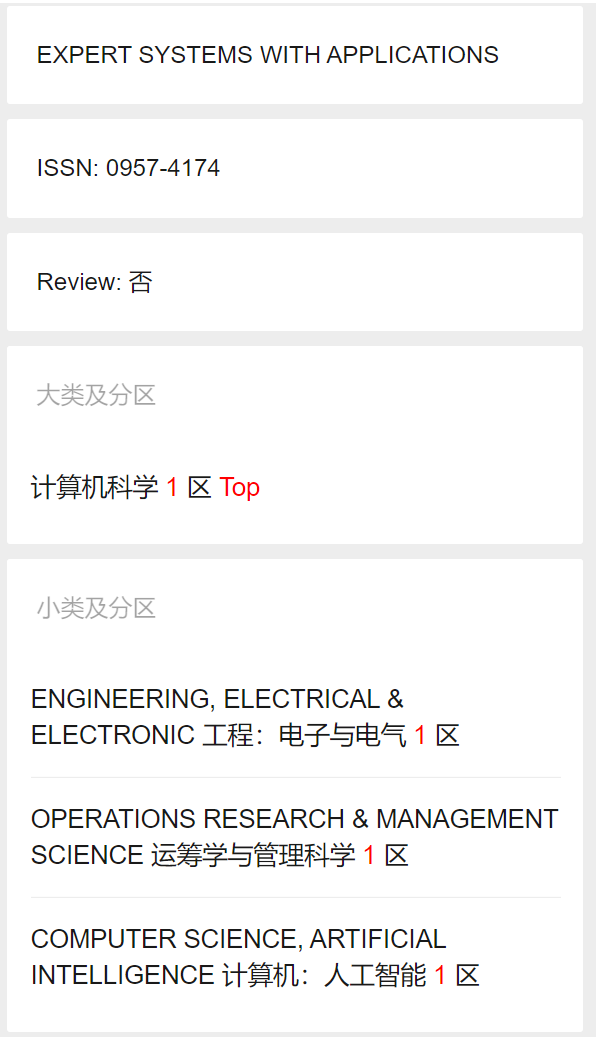 EXPERT SYSTEMS WITH APPLICATIONS
ISSN: 0957-4174
Review: 否
大类及分区
计算机科学 1 区 Top
小类及分区
ENGINEERING, ELECTRICAL &
ELECTRONIC 工程：电子与电气 1 区
OPERATIONS RESEARCH & MANAGEMENT
SCIENCE 运筹学与管理科学 1 区
COMPUTER SCIENCE, ARTIFICIAL
INTELLIGENCE 计算机：人工智能 1 区